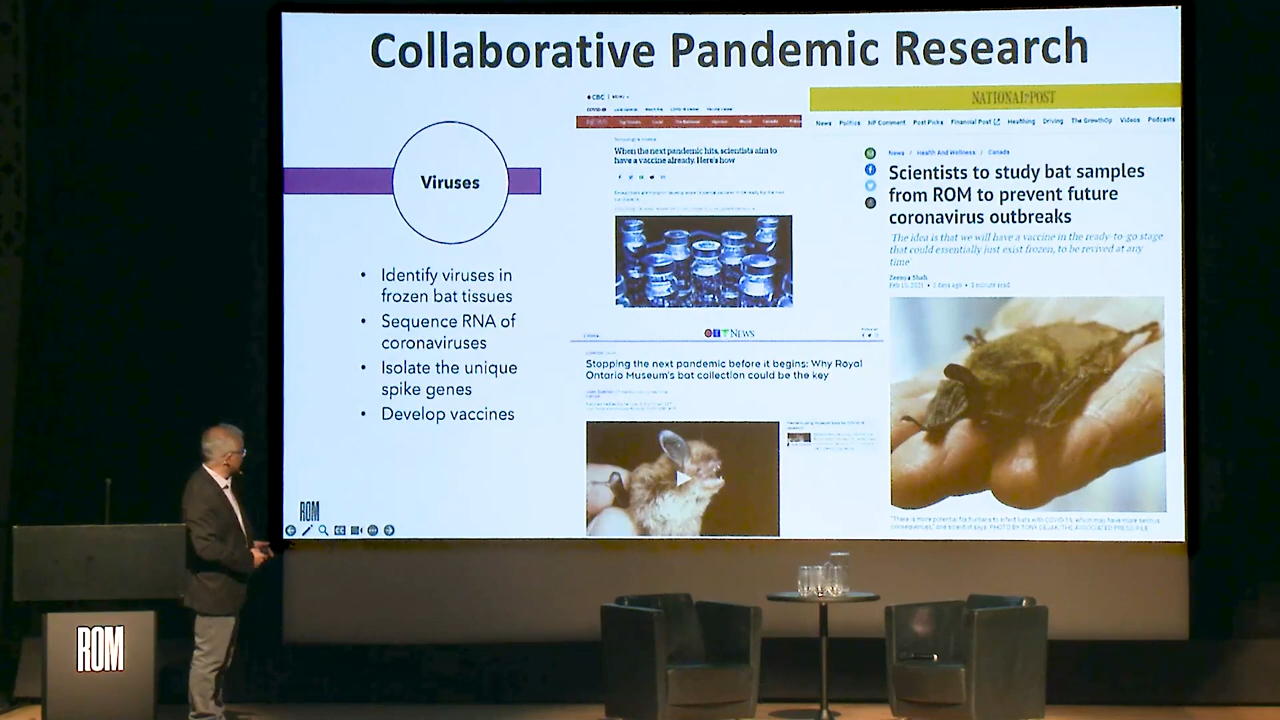 Collaborative Pandemic Research
Viruses
• Identify viruses in
frozen bat tissues
• Sequence RNA of
coronaviruses
• Isolate the unique
spike genes
• Develop vaccines
ROM
CBC
When the next pandemic hits, scientists aim to
have a vaccine already. Here's how
CTV NEWS
Stopping the next pandemic before it begins: Why Royal
Ontario Museum's bat collection could be the key
NATIONAL POST
News Politics NP Comment Post Picks Financial Post Healthing Driving The GrowthOp Videos Podcasts
News / Health And Wellness / Canada
Scientists to study bat samples
from ROM to prevent future
coronavirus outbreaks
'The idea is that we will have a vaccine in the ready-to-go stage
that could essentially just exist frozen, to be revived at any
time'
ROM